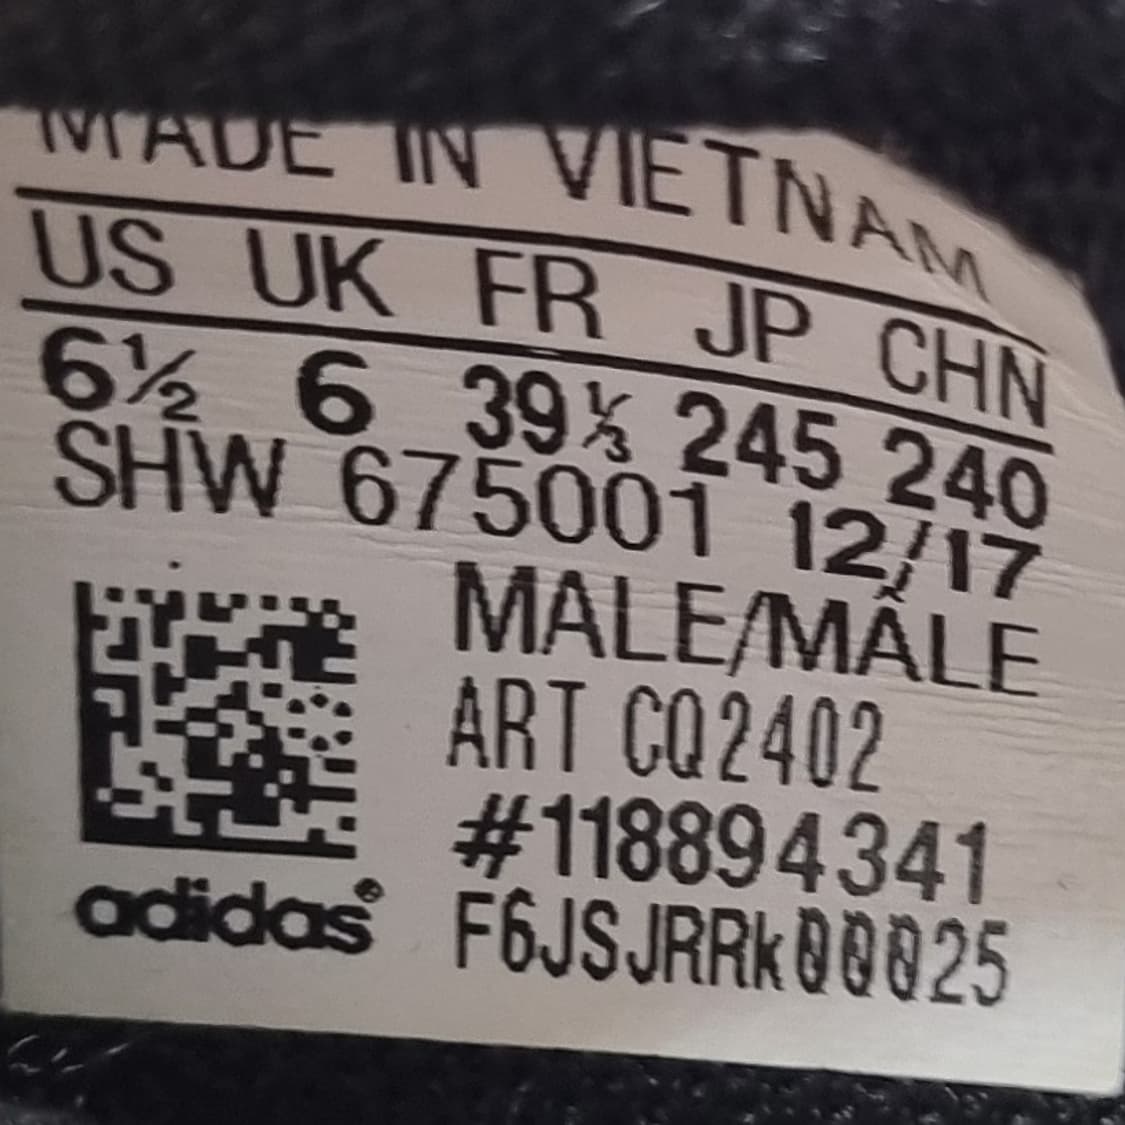 MADE IN VIETNAM
US UK FR JP CHN
6½ 6 39⅓ 245 240
SHW 675001 12/17
MALE/MÂLE
ART CQ2402
#118894341
adidas® F6JSJRRk00025